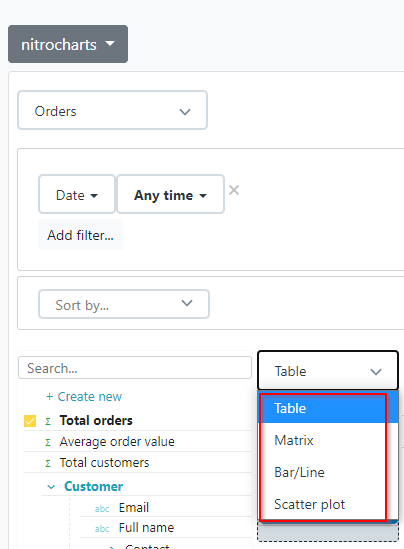 nitrocharts
Orders
Date
Any time
×
Add filter...
Sort by...
Search...
Table
+ Create new
Table
Σ Total orders
Σ Average order value
Matrix
Σ Total customers
Bar/Line
Customer
abc Email
Scatter plot
abc Full name
Contact